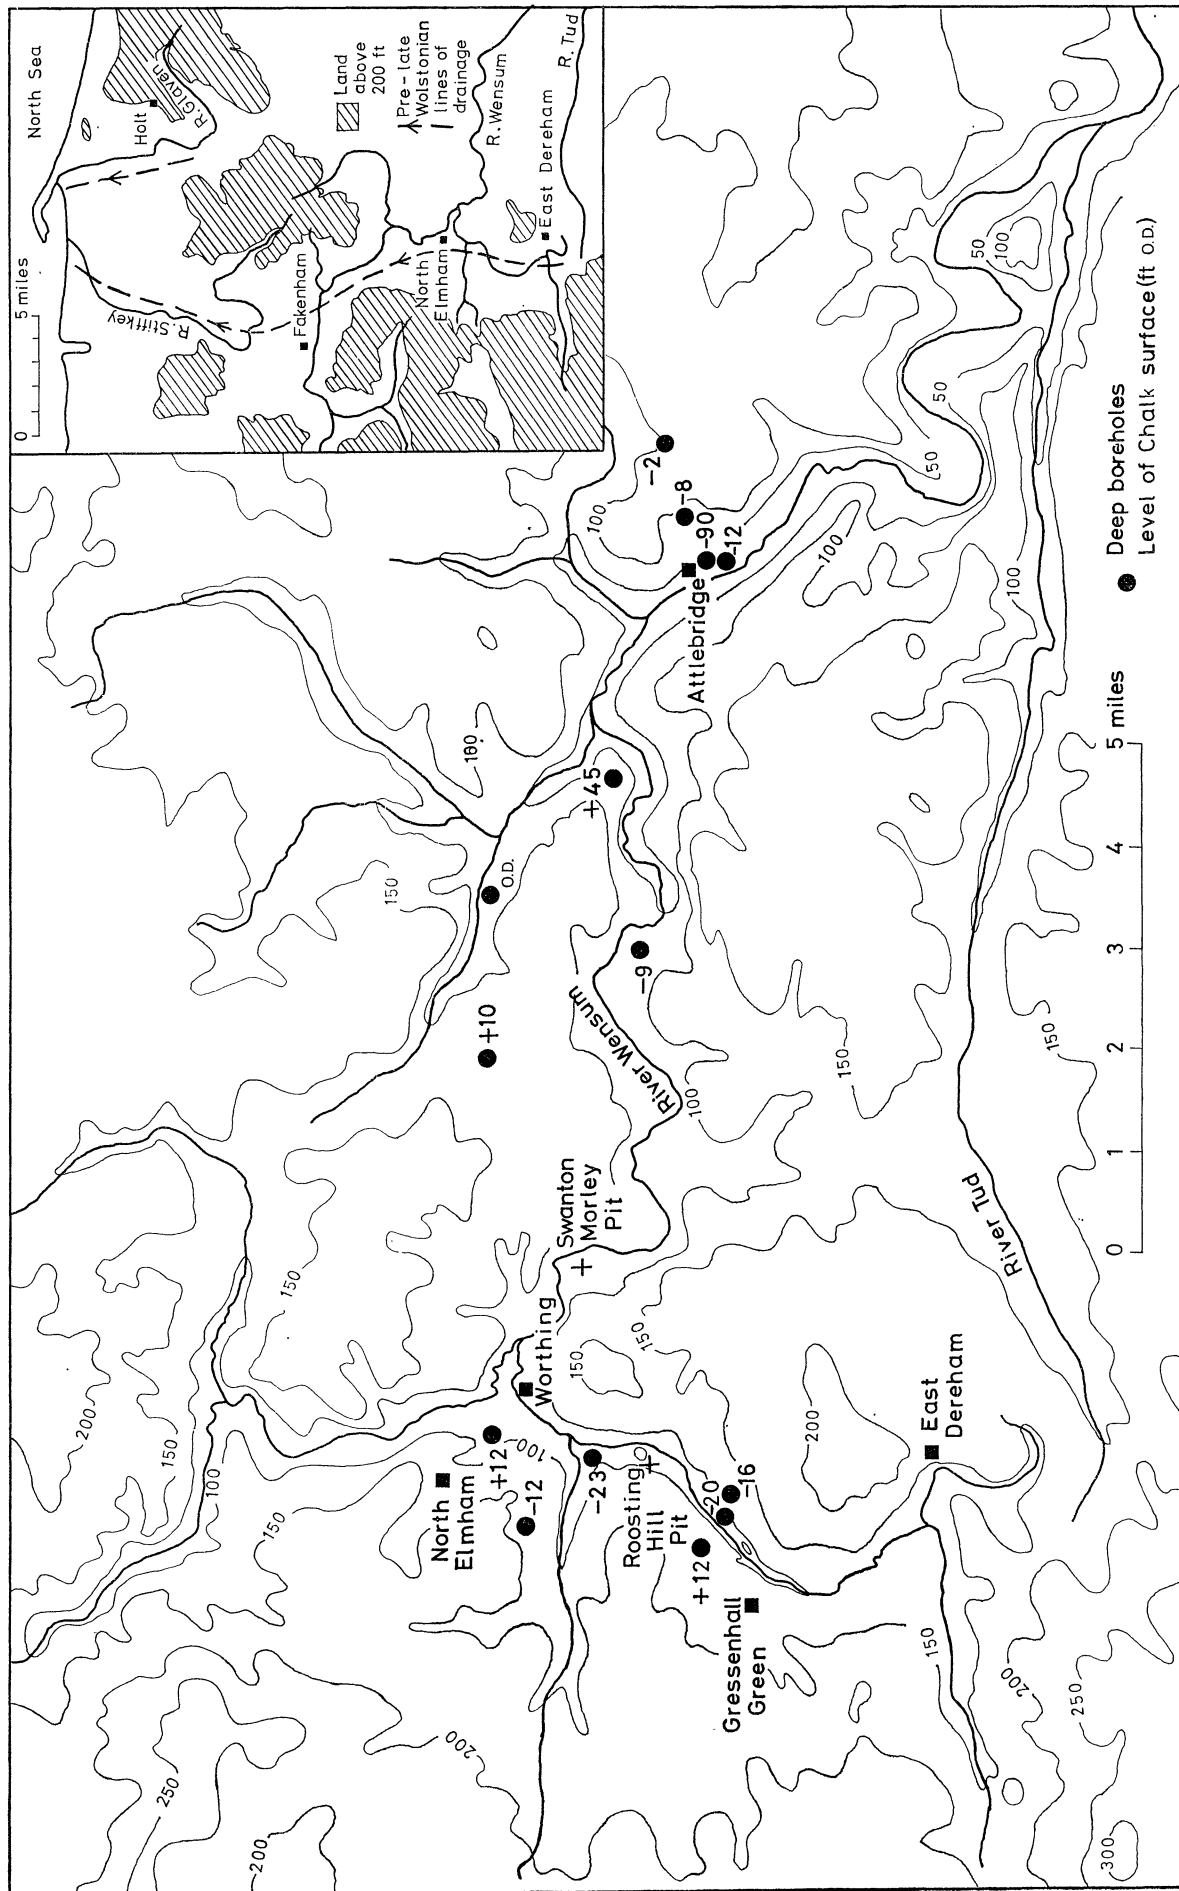 0
5 miles
North Sea
Holt
R. Glaven
R. Stiffkey
Fakenham
North
Elmham
R. Wensum
East Dereham
R. Tud
Land
above
200 ft
Pre-late
Wolstonian
lines of
drainage
200
150
100
250
200
200
150
150
150
North
Elmham
+12
100
-12
Worthing
150
150
Swanton
Morley
Pit
-23
Roosting
Hill
Pit
-20
-16
+12
Gressenhall
Green
200
East
Dereham
150
200
250
300
+10
O.D.
150
100
+45
-9
River Wensum
100
150
150
River Tud
100
-2
-8
-90
-12
Attlebridge
100
100
50
50
50
100
0
1
2
3
4
5 miles
Deep boreholes
Level of Chalk surface (ft O.D.)